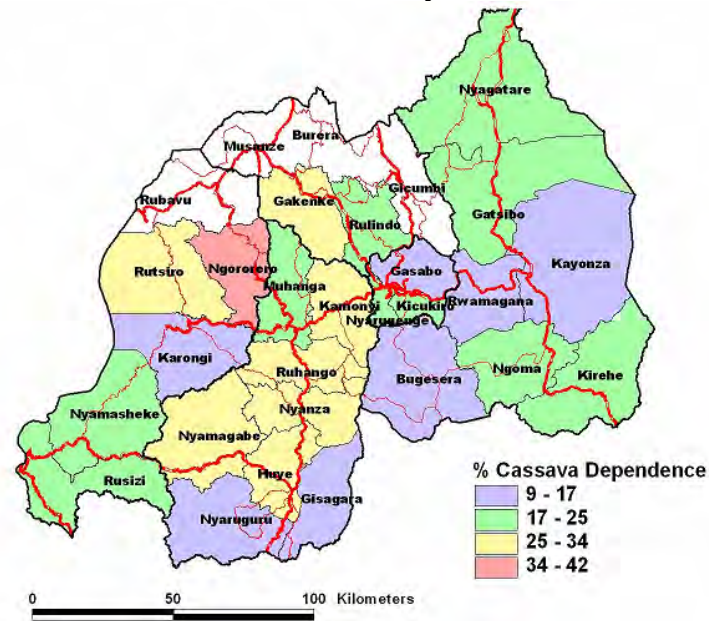 Nyagatare
Burera
Musanze
Gicumbi
Rubavu
Gakenke
Rulindo
Gatsibo
Kayonza
Rutsiro
Ngororero
Gasabo
Muhanga
Rwamagana
Kamonyi
Kicukiro
Nyarugenge
Karongi
Ruhango
Bugesera
Ngoma
Kirehe
Nyamasheke
Nyanza
Nyamagabe
Huye
Rusizi
Gisagara
Nyaruguru
% Cassava Dependence
9 - 17
17 - 25
25 - 34
34 - 42
0 50 100 Kilometers